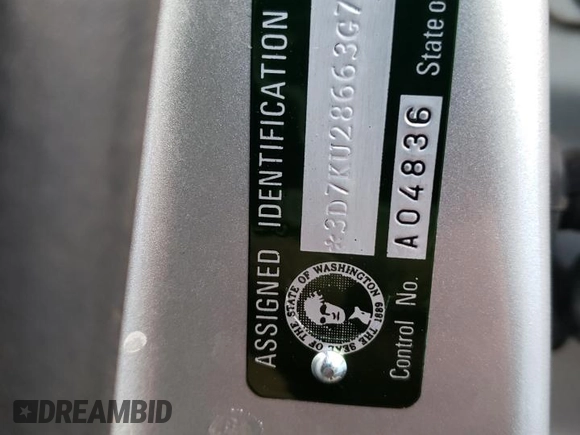 ASSIGNED IDENTIFICATION
*3D7KU28663G7
Control No. A04836 State o
THE SEAL OF THE STATE OF WASHINGTON 1889
DREAMBID